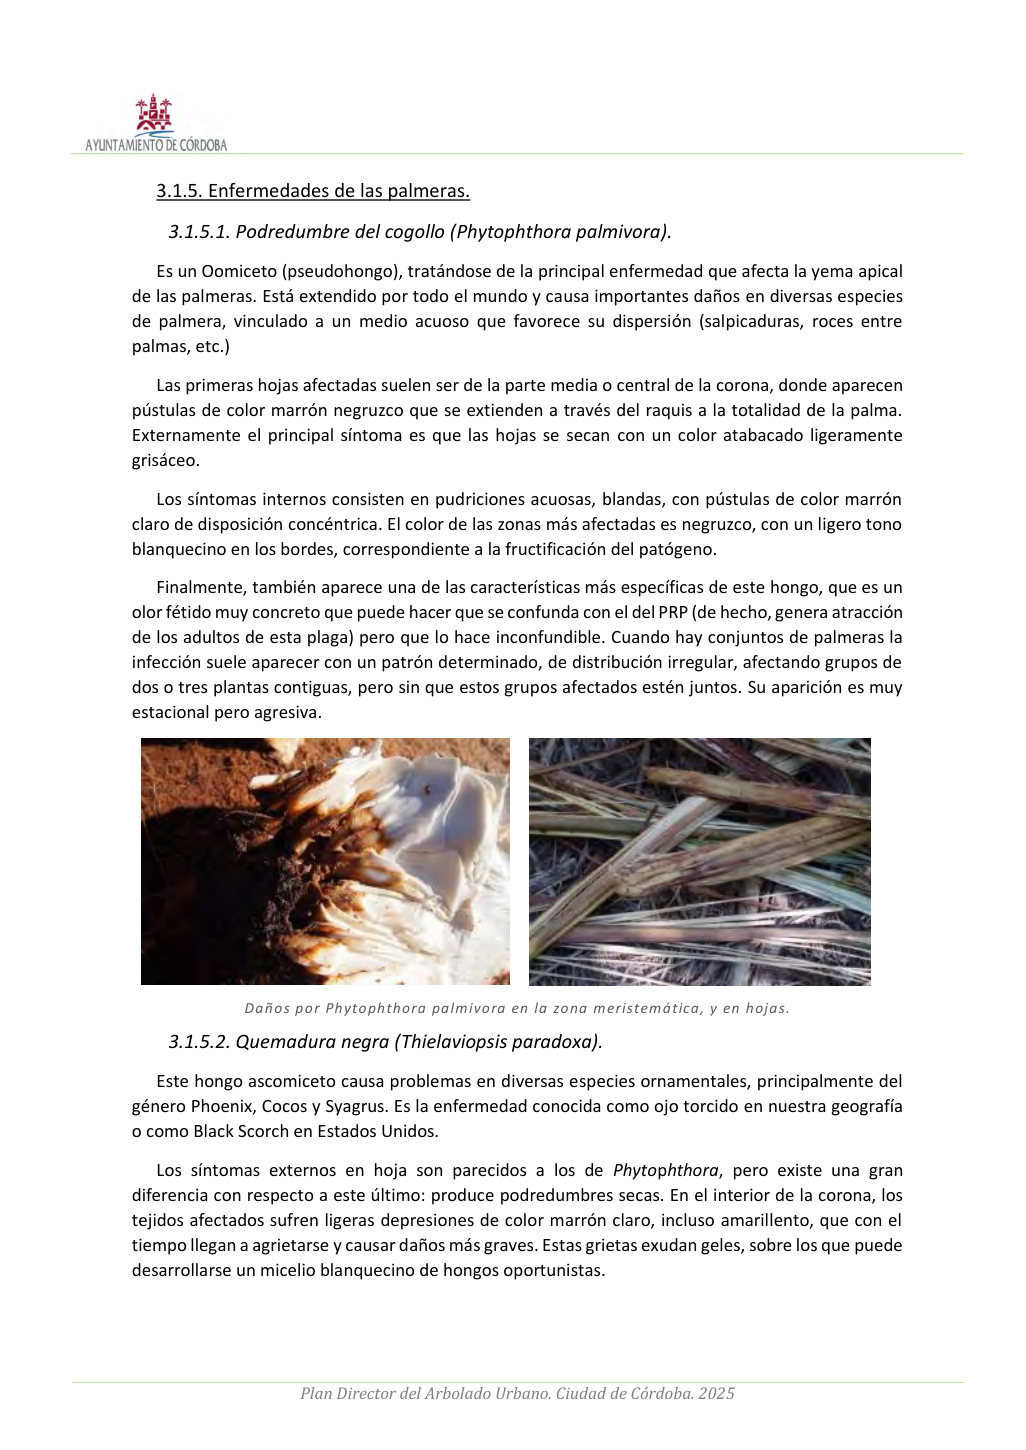 AYUNTAMIENTO DE CÓRDOBA
3.1.5. Enfermedades de las palmeras.
3.1.5.1. Podredumbre del cogollo (Phytophthora palmivora).
Es un Oomiceto (pseudohongo), tratándose de la principal enfermedad que afecta la yema apical
de las palmeras. Está extendido por todo el mundo y causa importantes daños en diversas especies
de palmera, vinculado a un medio acuoso que favorece su dispersión (salpicaduras, roces entre
palmas, etc.)
Las primeras hojas afectadas suelen ser de la parte media o central de la corona, donde aparecen
pústulas de color marrón negruzco que se extienden a través del raquis a la totalidad de la palma.
Externamente el principal síntoma es que las hojas se secan con un color atabacado ligeramente
grisáceo.
Los síntomas internos consisten en pudriciones acuosas, blandas, con pústulas de color marrón
claro de disposición concéntrica. El color de las zonas más afectadas es negruzco, con un ligero tono
blanquecino en los bordes, correspondiente a la fructificación del patógeno.
Finalmente, también aparece una de las características más específicas de este hongo, que es un
olor fétido muy concreto que puede hacer que se confunda con el del PRP (de hecho, genera atracción
de los adultos de esta plaga) pero que lo hace inconfundible. Cuando hay conjuntos de palmeras la
infección suele aparecer con un patrón determinado, de distribución irregular, afectando grupos de
dos o tres plantas contiguas, pero sin que estos grupos afectados estén juntos. Su aparición es muy
estacional pero agresiva.
Daños por Phytophthora palmivora en la zona meristemática, y en hojas.
3.1.5.2. Quemadura negra (Thielaviopsis paradoxa).
Este hongo ascomiceto causa problemas en diversas especies ornamentales, principalmente del
género Phoenix, Cocos y Syagrus. Es la enfermedad conocida como ojo torcido en nuestra geografía
o como Black Scorch en Estados Unidos.
Los síntomas externos en hoja son parecidos a los de Phytophthora, pero existe una gran
diferencia con respecto a este último: produce podredumbres secas. En el interior de la corona, los
tejidos afectados sufren ligeras depresiones de color marrón claro, incluso amarillento, que con el
tiempo llegan a agrietarse y causar daños más graves. Estas grietas exudan geles, sobre los que puede
desarrollarse un micelio blanquecino de hongos oportunistas.
Plan Director del Arbolado Urbano. Ciudad de Córdoba. 2025